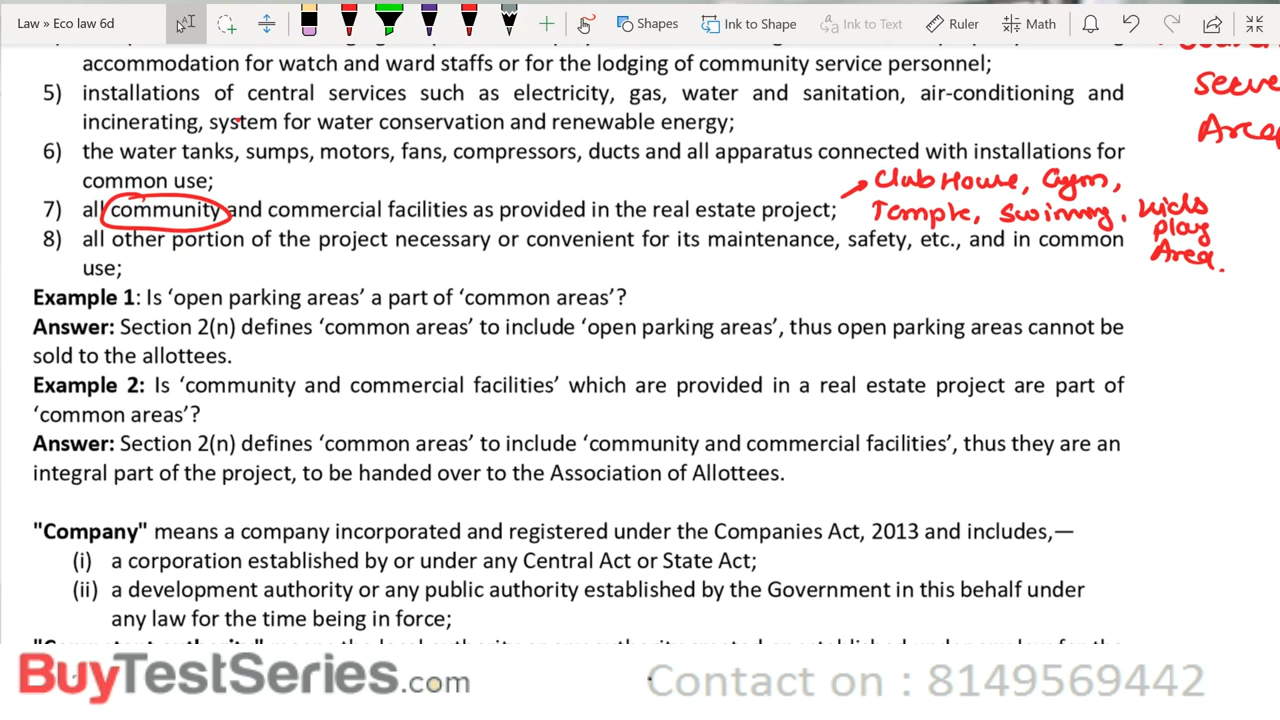 Law » Eco law 6d
Shapes
Ink to Shape
Ink to Text
Ruler
Math
accommodation for watch and ward staffs or for the lodging of community service personnel;
5) installations of central services such as electricity, gas, water and sanitation, air-conditioning and
incinerating, system for water conservation and renewable energy;
6) the water tanks, sumps, motors, fans, compressors, ducts and all apparatus connected with installations for
common use;
7) all community and commercial facilities as provided in the real estate project;
Club House, Gym,
Temple, Swimming,
kids
play
Area.
8) all other portion of the project necessary or convenient for its maintenance, safety, etc., and in common
use;
Example 1: Is ‘open parking areas’ a part of ‘common areas’?
Answer: Section 2(n) defines ‘common areas’ to include ‘open parking areas’, thus open parking areas cannot be
sold to the allottees.
Example 2: Is ‘community and commercial facilities’ which are provided in a real estate project are part of
‘common areas’?
Answer: Section 2(n) defines ‘common areas’ to include ‘community and commercial facilities’, thus they are an
integral part of the project, to be handed over to the Association of Allottees.
"Company" means a company incorporated and registered under the Companies Act, 2013 and includes,—
(i) a corporation established by or under any Central Act or State Act;
(ii) a development authority or any public authority established by the Government in this behalf under
any law for the time being in force;
BuyTestSeries.com
Contact on : 8149569442